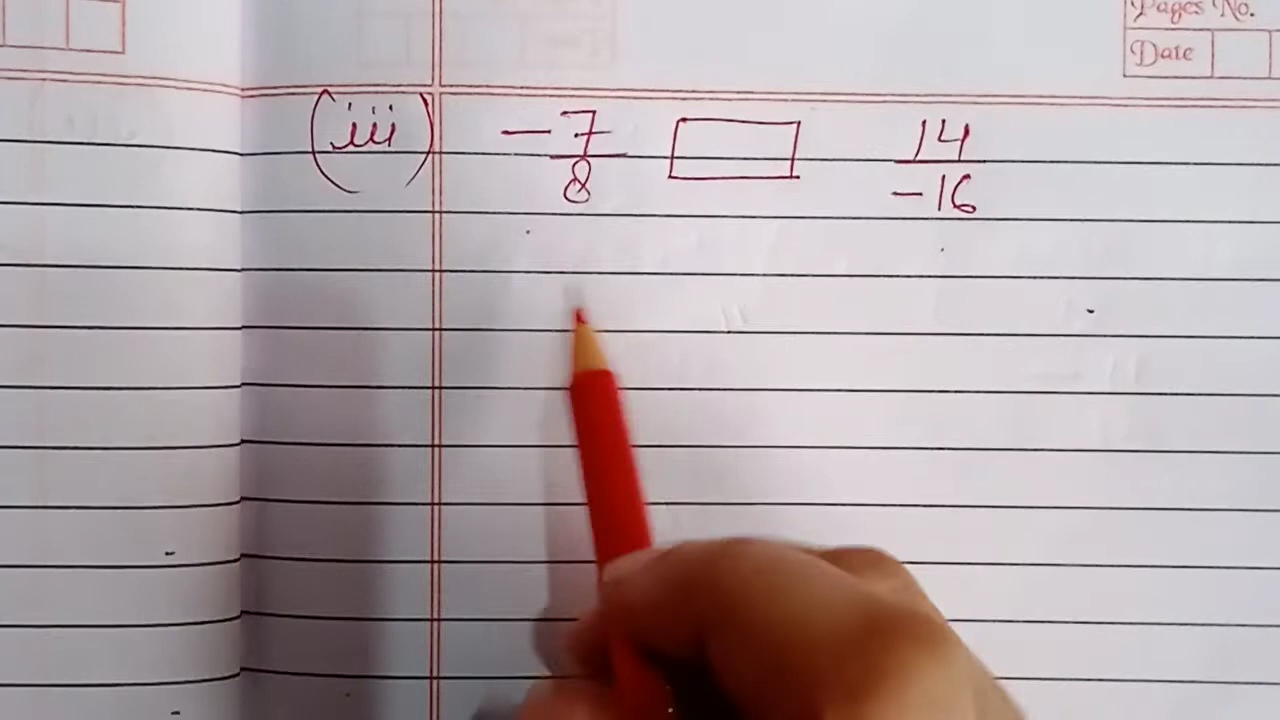 Pages No.
Date
(iii) -7/8 □ 14/-16